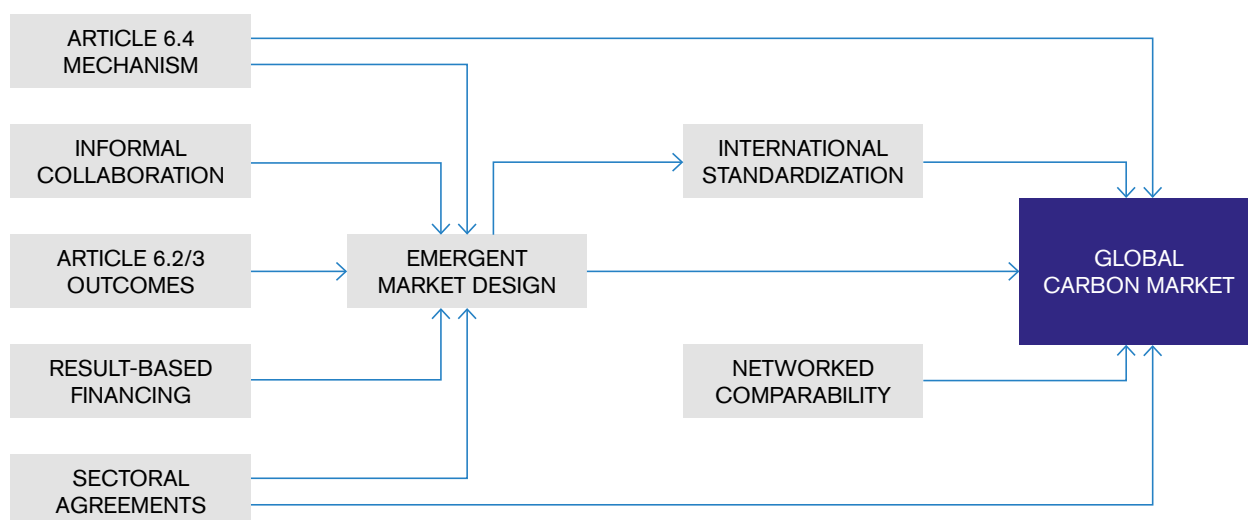 ARTICLE 6.4
MECHANISM
INFORMAL
COLLABORATION
ARTICLE 6.2/3
OUTCOMES
RESULT-BASED
FINANCING
SECTORAL
AGREEMENTS
EMERGENT
MARKET DESIGN
INTERNATIONAL
STANDARDIZATION
NETWORKED
COMPARABILITY
GLOBAL
CARBON MARKET